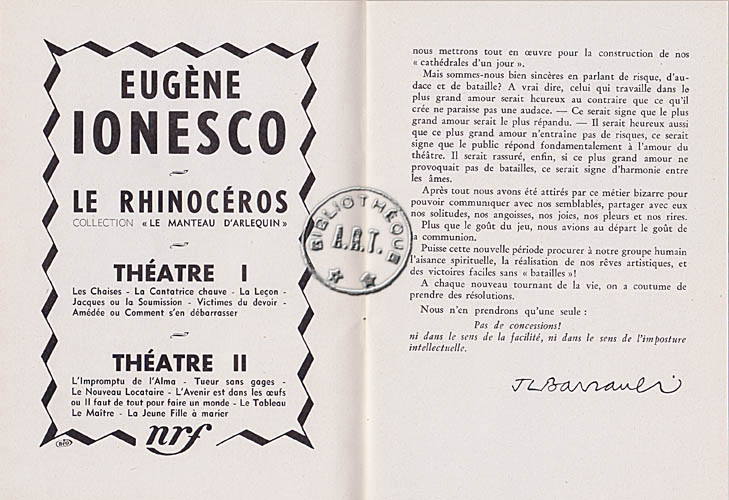 EUGÈNE
IONESCO
LE RHINOCÉROS
COLLECTION « LE MANTEAU D'ARLEQUIN »
THÉATRE I
Les Chaises - La Cantatrice chauve - La Leçon -
Jacques ou la Soumission - Victimes du devoir -
Amédée ou Comment s'en débarrasser
THÉATRE II
L'Impromptu de l'Alma - Tueur sans gages -
Le Nouveau Locataire - L'Avenir est dans les œufs
ou Il faut de tout pour faire un monde - Le Tableau
Le Maître - La Jeune Fille à marier
nrf
BIBLIOTHÈQUE
A.R.T.
nous mettrons tout en œuvre pour la construction de nos
« cathédrales d'un jour ».
Mais sommes-nous bien sincères en parlant de risque, d'au-
dace et de bataille? A vrai dire, celui qui travaille dans le
plus grand amour serait heureux au contraire que ce qu'il
crée ne paraisse pas une audace. — Ce serait signe que le plus
grand amour serait le plus répandu. — Il serait heureux aussi
que ce plus grand amour n'entraîne pas de risques, ce serait
signe que le public répond fondamentalement à l'amour du
théâtre. Il serait rassuré, enfin, si ce plus grand amour ne
provoquait pas de batailles, ce serait signe d'harmonie entre
les âmes.
Après tout nous avons été attirés par ce métier bizarre pour
pouvoir communiquer avec nos semblables, partager avec eux
nos solitudes, nos angoisses, nos joies, nos pleurs et nos rires.
Plus que le goût du jeu, nous avions au départ le goût de
la communion.
Puisse cette nouvelle période procurer à notre groupe humain
l'aisance spirituelle, la réalisation de nos rêves artistiques, et
des victoires faciles sans « batailles »!
A chaque nouveau tournant de la vie, on a coutume de
prendre des résolutions.
Nous n'en prendrons qu'une seule :
Pas de concessions!
ni dans le sens de la facilité, ni dans le sens de l'imposture
intellectuelle.
JLBarrault